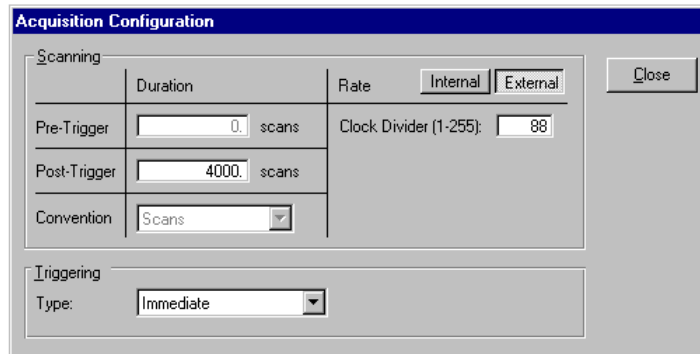 Acquisition Configuration
Scanning
Duration
Rate Internal External
Close
Pre-Trigger 0. scans
Clock Divider (1-255): 88
Post-Trigger 4000. scans
Convention Scans
Triggering
Type: Immediate